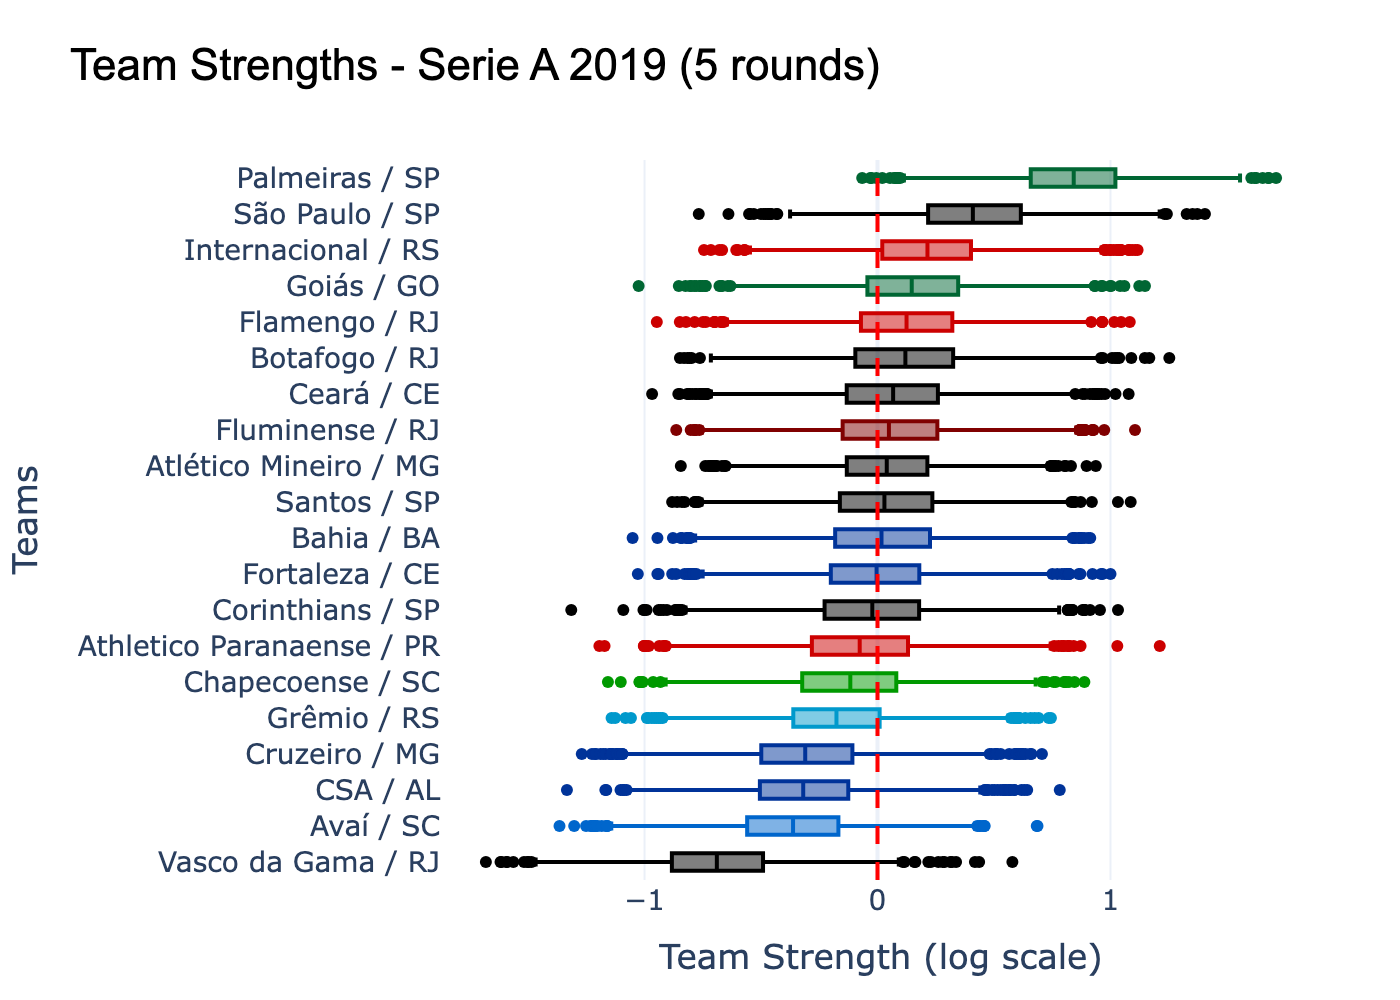 Team Strengths - Serie A 2019 (5 rounds)
Teams
Palmeiras / SP
São Paulo / SP
Internacional / RS
Goiás / GO
Flamengo / RJ
Botafogo / RJ
Ceará / CE
Fluminense / RJ
Atlético Mineiro / MG
Santos / SP
Bahia / BA
Fortaleza / CE
Corinthians / SP
Athletico Paranaense / PR
Chapecoense / SC
Grêmio / RS
Cruzeiro / MG
CSA / AL
Avaí / SC
Vasco da Gama / RJ
−1 0 1
Team Strength (log scale)